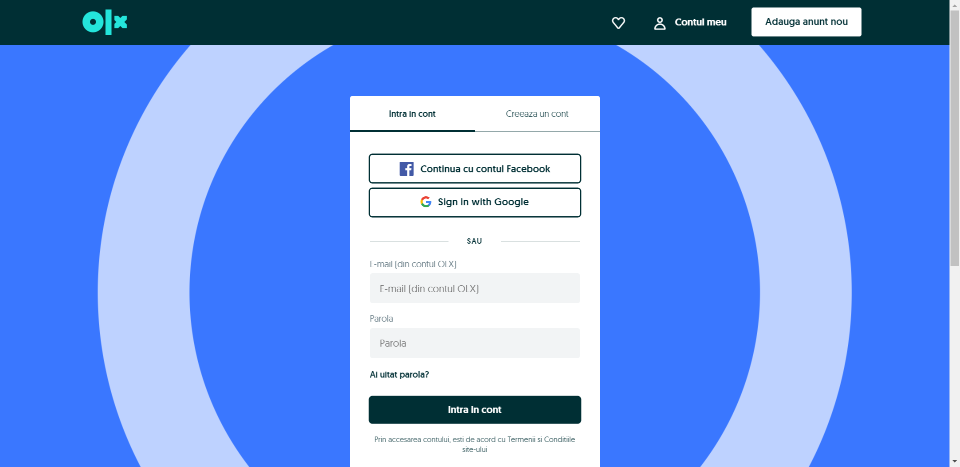 olx
Contul meu
Adauga anunt nou
Intra in cont
Creeaza un cont
Continua cu contul Facebook
Sign in with Google
SAU
E-mail (din contul OLX)
E-mail (din contul OLX)
Parola
Parola
Ai uitat parola?
Intra in cont
Prin accesarea contului, esti de acord cu Termenii si Conditiile
site-ului